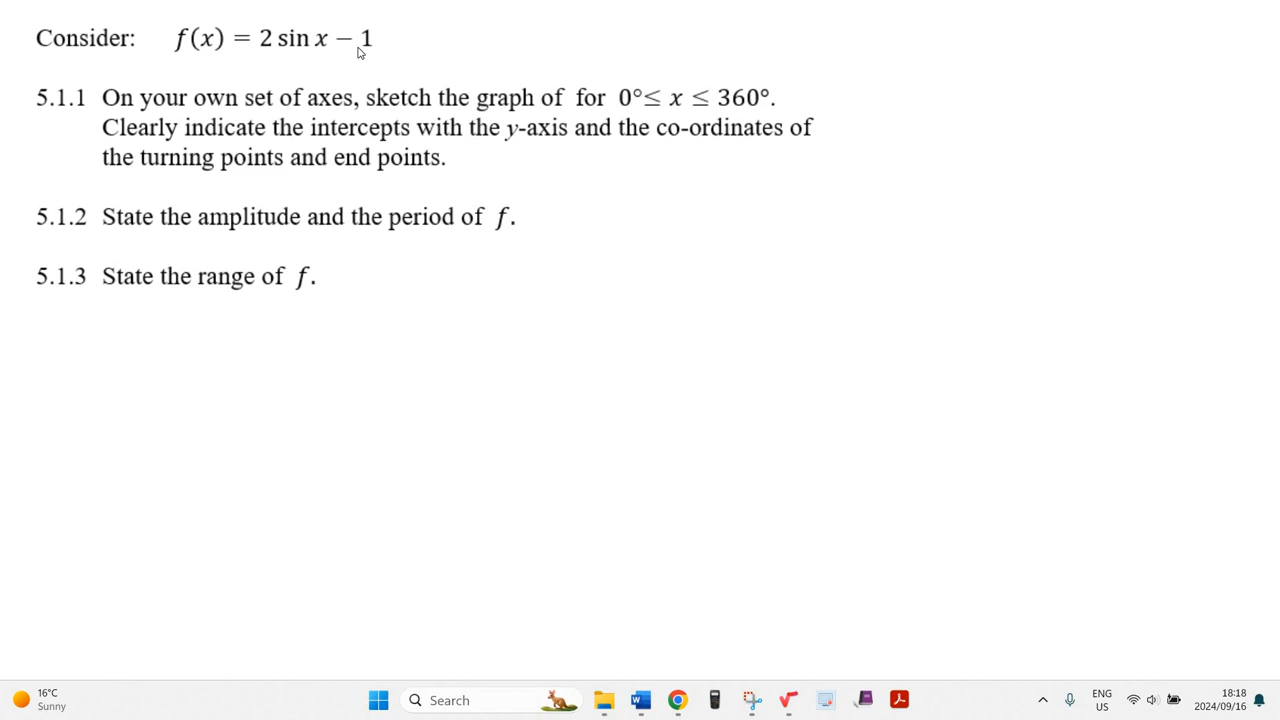 Consider: f(x) = 2 sin x − 1
5.1.1 On your own set of axes, sketch the graph of for 0°≤ x ≤ 360°.
Clearly indicate the intercepts with the y-axis and the co-ordinates of
the turning points and end points.
5.1.2 State the amplitude and the period of f.
5.1.3 State the range of f.
16°C
Sunny
Search
ENG
US
18:18
2024/09/16